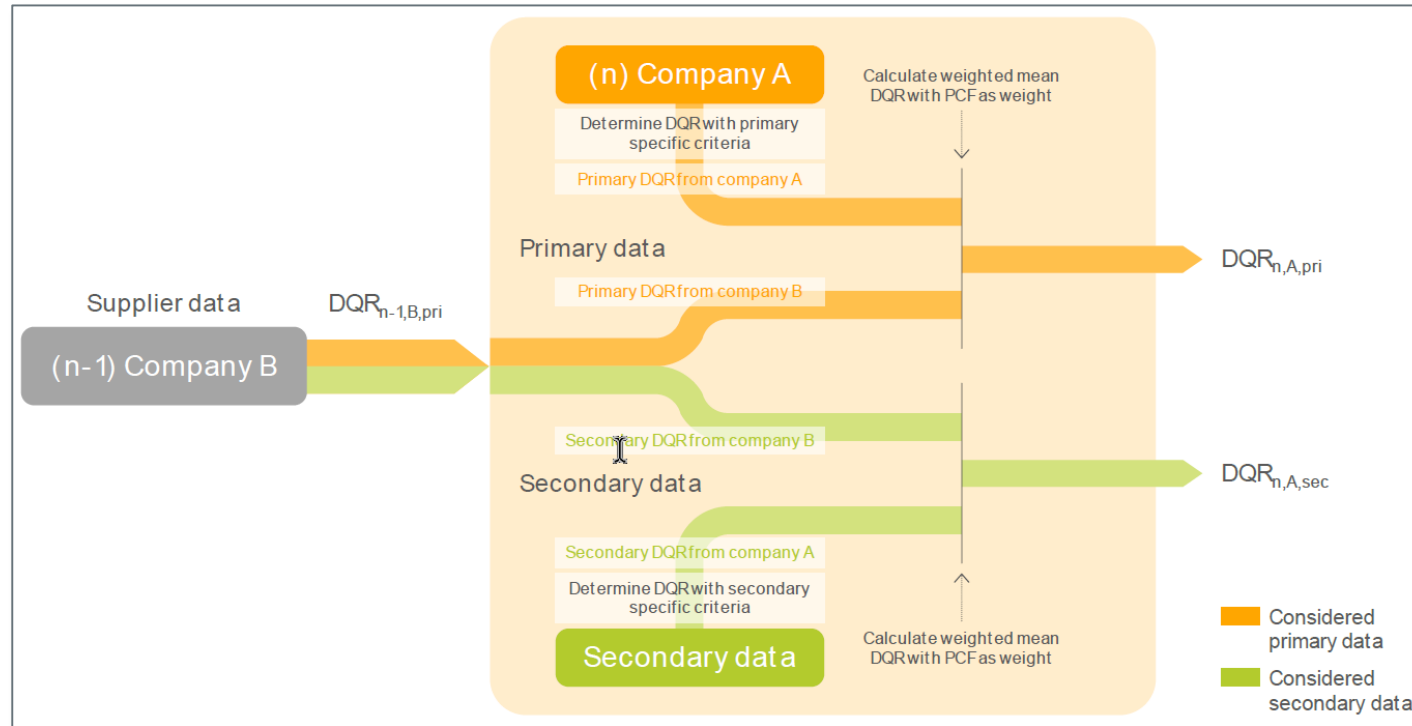 (n) Company A
Calculate weighted mean
DQR with PCF as weight
Determine DQR with primary
specific criteria
Primary DQR from company A
Primary data
DQRn,A,pri
Primary DQR from company B
Supplier data
DQRn-1,B,pri
(n-1) Company B
Secondary DQR from company B
Secondary data
DQRn,A,sec
Secondary DQR from company A
Determine DQR with secondary
specific criteria
Calculate weighted mean
DQR with PCF as weight
Secondary data
Considered
primary data
Considered
secondary data